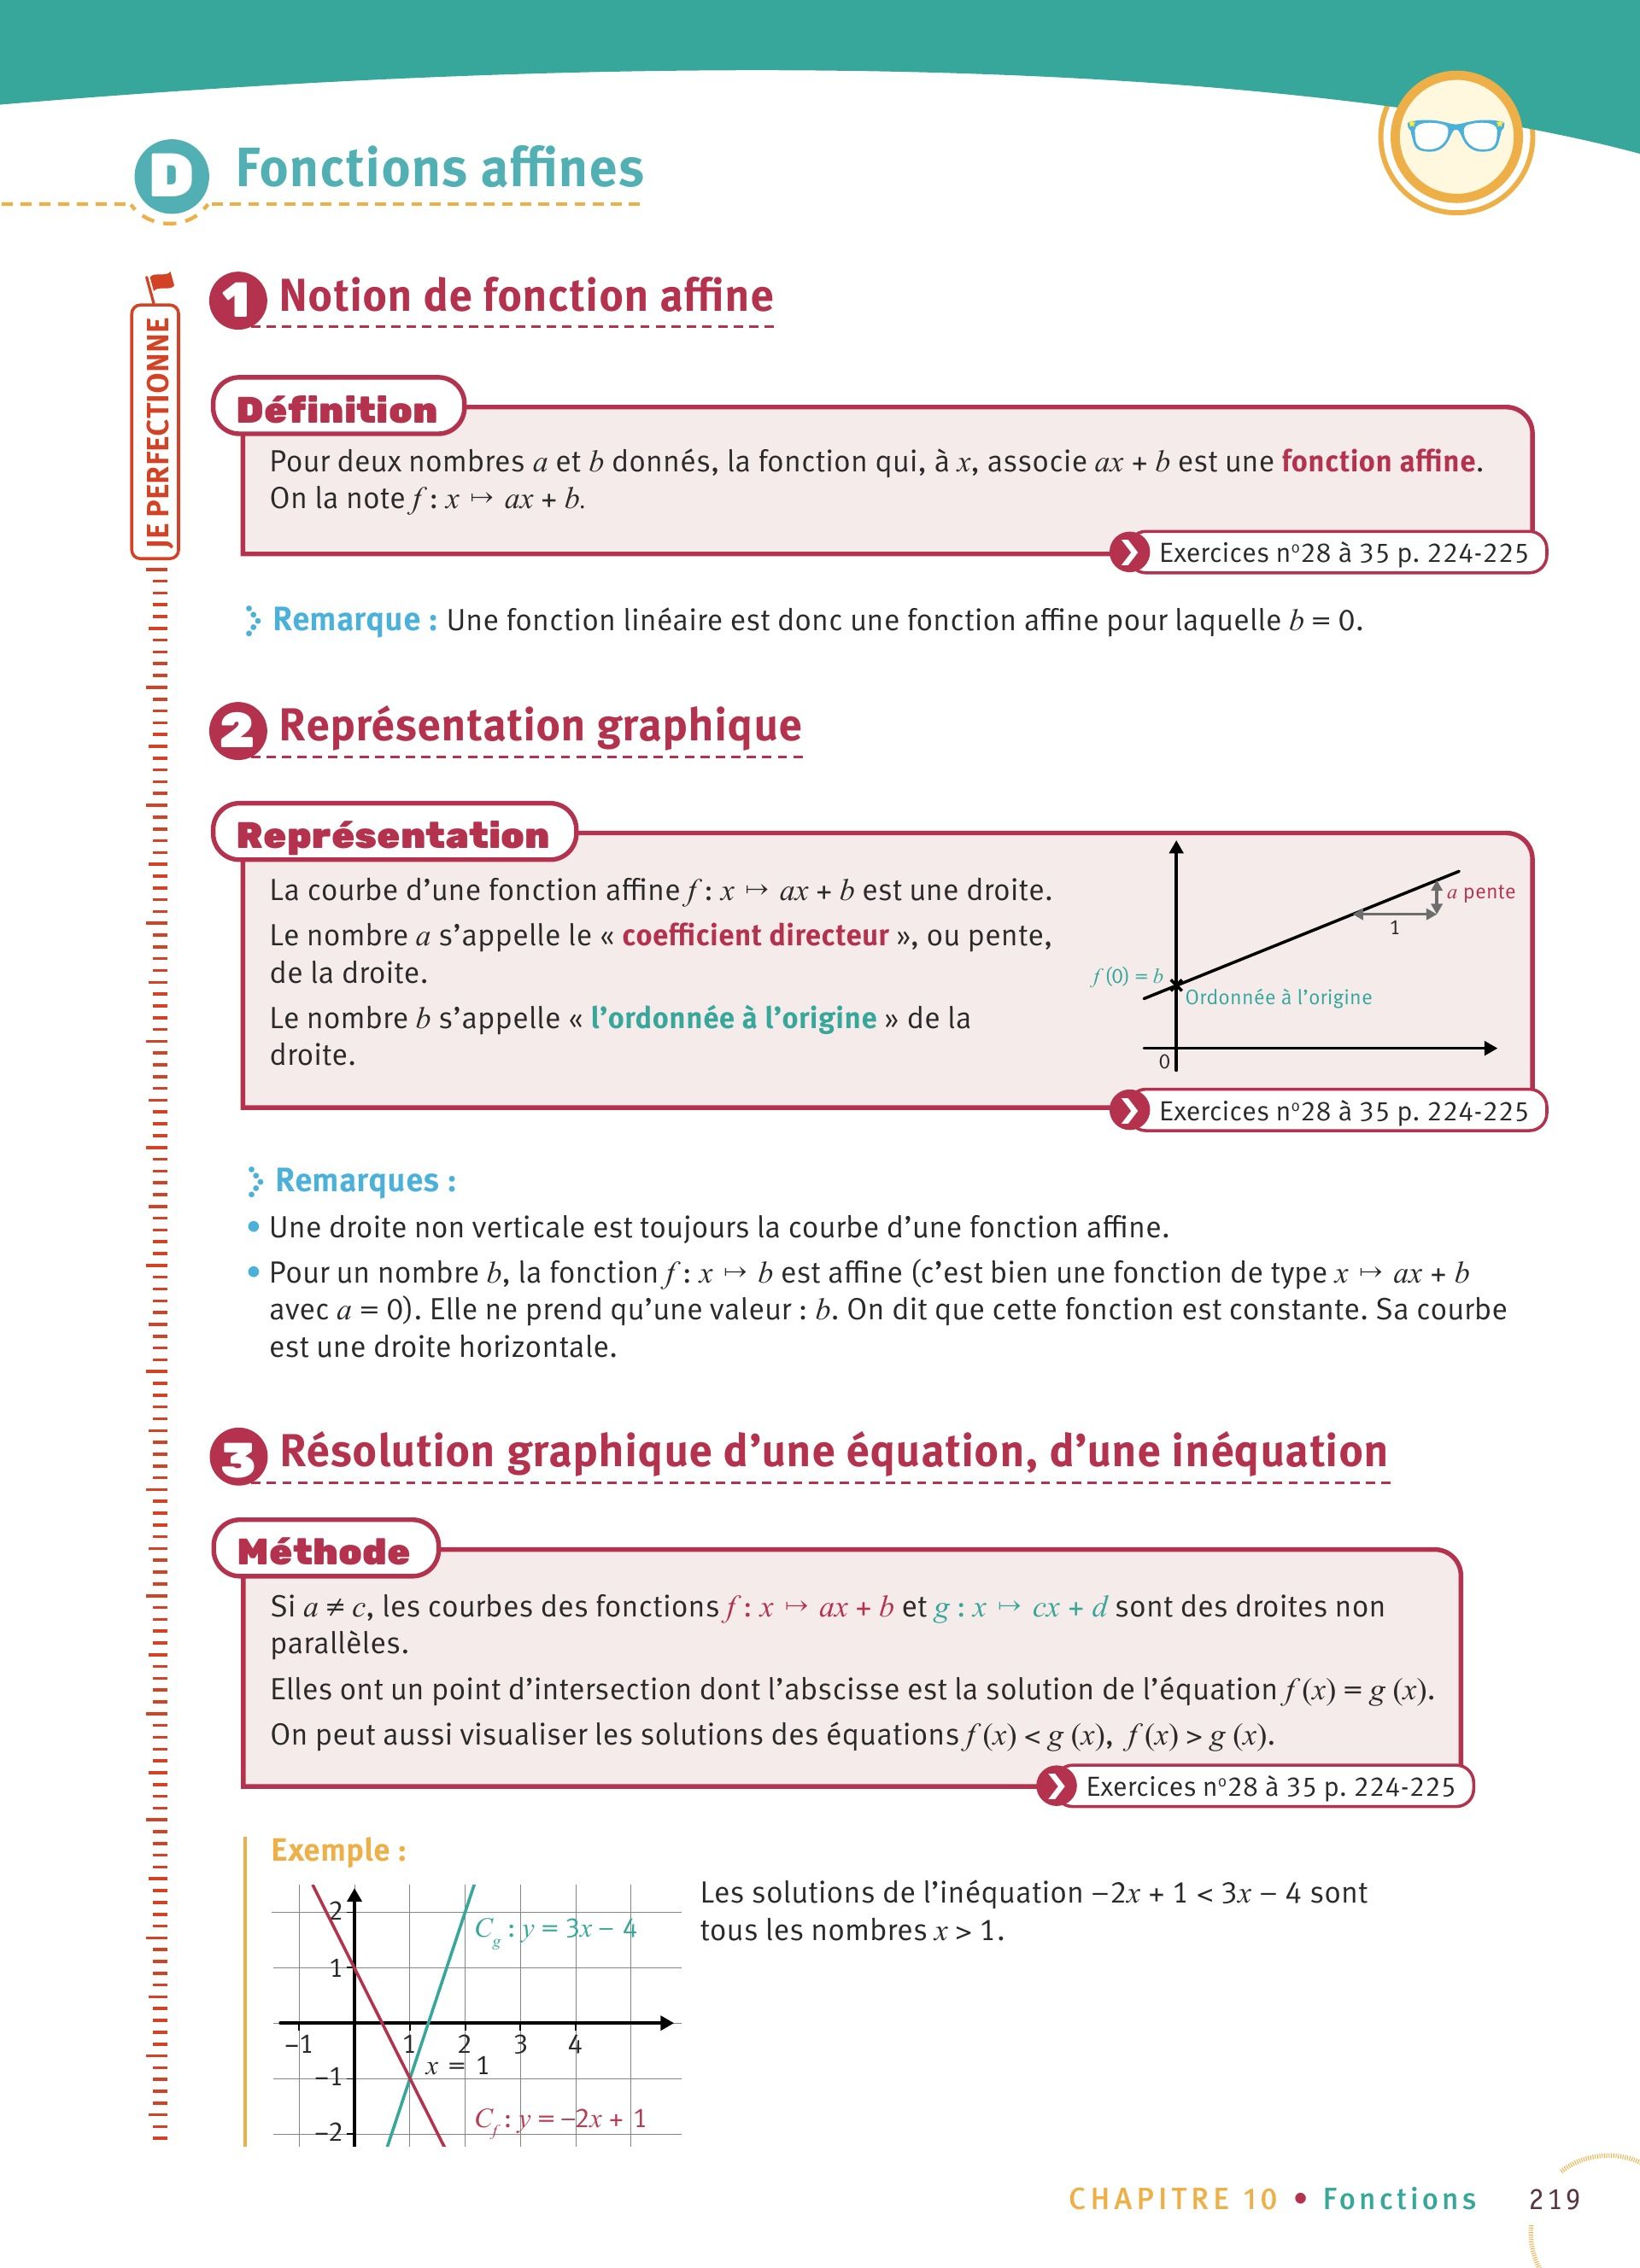 D Fonctions affines
JE PERFECTIONNE
1 Notion de fonction affine
Définition
Pour deux nombres a et b donnés, la fonction qui, à x, associe ax + b est une fonction affine.
On la note f : x ↦ ax + b.
Exercices nº28 à 35 p. 224-225
Remarque : Une fonction linéaire est donc une fonction affine pour laquelle b = 0.
2 Représentation graphique
Représentation
La courbe d’une fonction affine f : x ↦ ax + b est une droite.
Le nombre a s’appelle le « coefficient directeur », ou pente,
de la droite.
Le nombre b s’appelle « l’ordonnée à l’origine » de la
droite.
a pente
1
f (0) = b
Ordonnée à l’origine
0
Exercices nº28 à 35 p. 224-225
Remarques :
• Une droite non verticale est toujours la courbe d’une fonction affine.
• Pour un nombre b, la fonction f : x ↦ b est affine (c’est bien une fonction de type x ↦ ax + b
avec a = 0). Elle ne prend qu’une valeur : b. On dit que cette fonction est constante. Sa courbe
est une droite horizontale.
3 Résolution graphique d’une équation, d’une inéquation
Méthode
Si a ≠ c, les courbes des fonctions f : x ↦ ax + b et g : x ↦ cx + d sont des droites non
parallèles.
Elles ont un point d’intersection dont l’abscisse est la solution de l’équation f (x) = g (x).
On peut aussi visualiser les solutions des équations f (x) < g (x), f (x) > g (x).
Exercices nº28 à 35 p. 224-225
Exemple :
2
C_g : y = 3x – 4
1
–1 1 2 3 4
x = 1
–1
C_f : y = –2x + 1
–2
Les solutions de l’inéquation –2x + 1 < 3x – 4 sont
tous les nombres x > 1.
CHAPITRE 10 • Fonctions 219